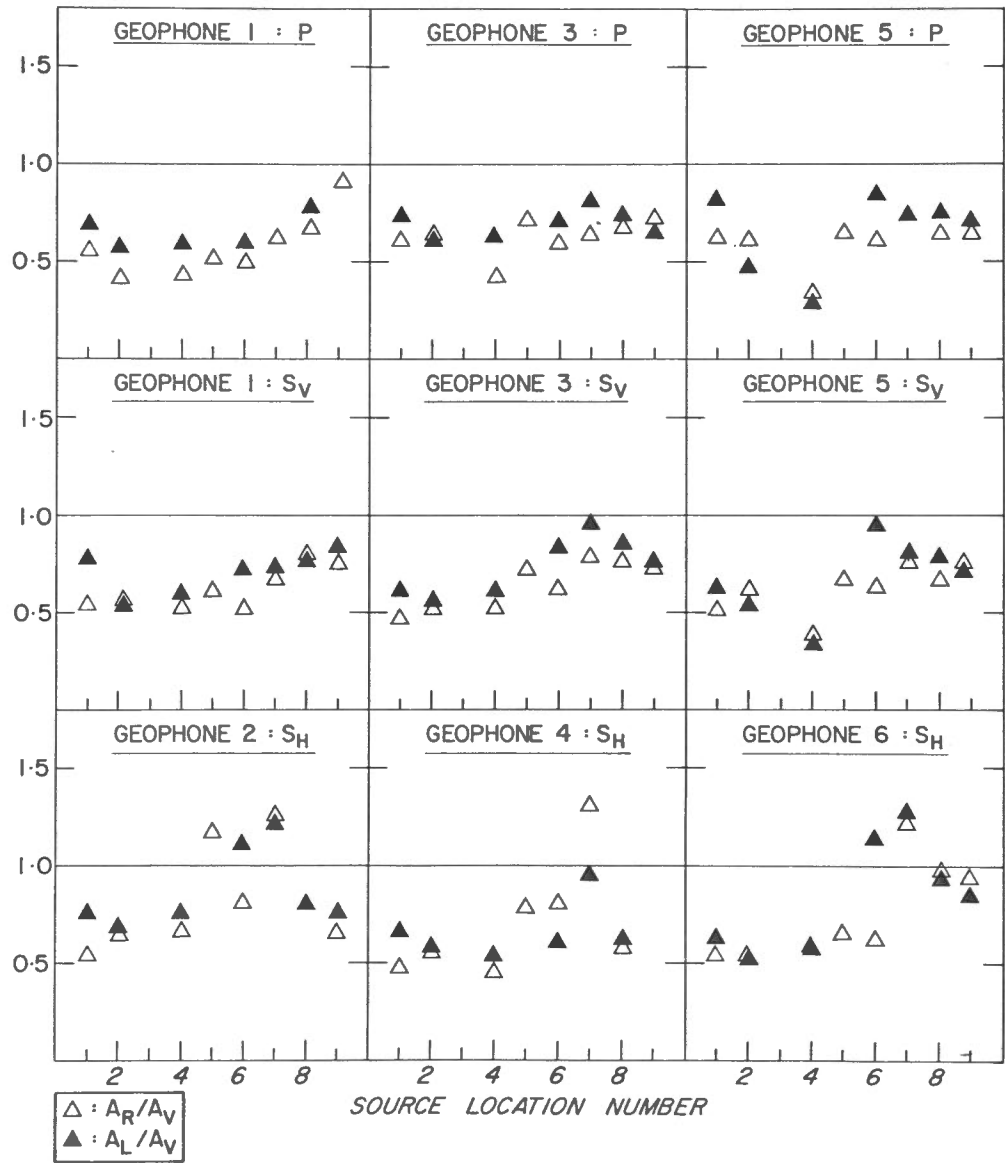 GEOPHONE 1 : P
GEOPHONE 3 : P
GEOPHONE 5 : P
1·5
1·0
0·5
GEOPHONE 1 : SV
GEOPHONE 3 : SV
GEOPHONE 5 : SV
1·5
1·0
0·5
GEOPHONE 2 : SH
GEOPHONE 4 : SH
GEOPHONE 6 : SH
1·5
1·0
0·5
2 4 6 8 2 4 6 8 2 4 6 8
SOURCE LOCATION NUMBER
△ : AR/AV
▲ : AL/AV